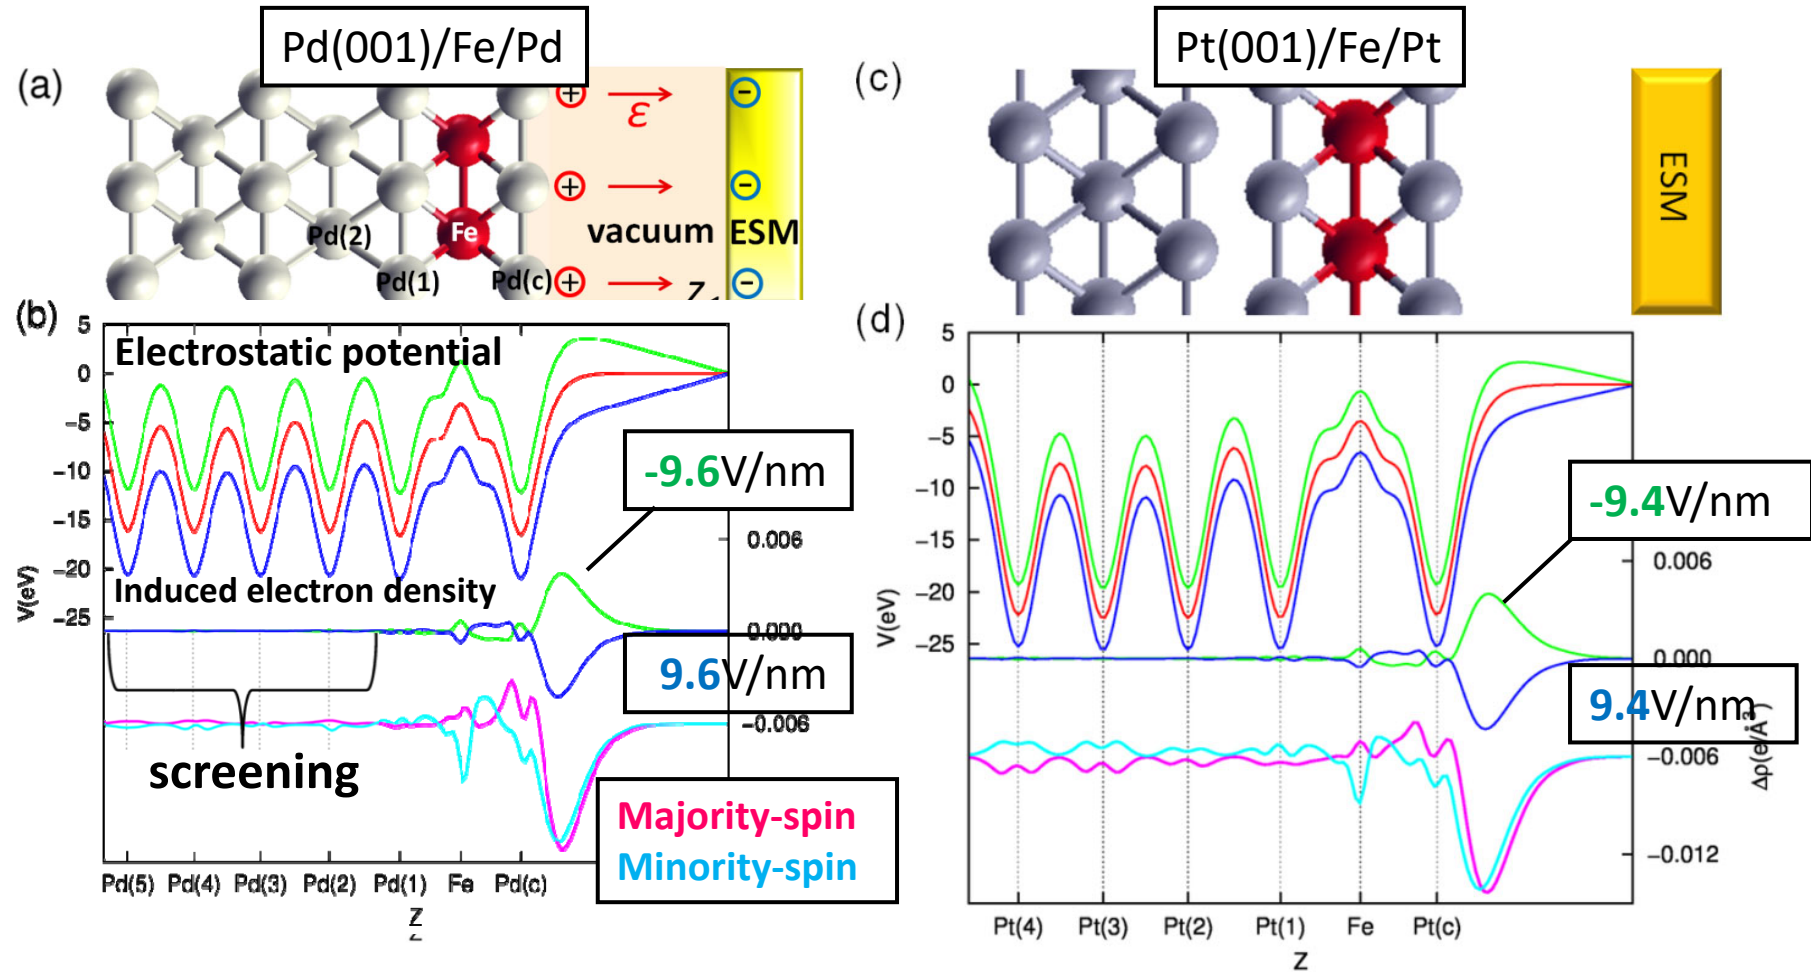 Pd(001)/Fe/Pd
(a)
+ ε −
+ −
Pd(2) Fe vacuum ESM
Pd(1) Pd(c) + −
(b)
Electrostatic potential
5
0
−5
−10
−15
−20
−25
V(eV)
-9.6V/nm
0.006
Induced electron density
0.000
9.6V/nm
−0.006
screening
Majority-spin
Minority-spin
Pd(5) Pd(4) Pd(3) Pd(2) Pd(1) Fe Pd(c)
Z
Pt(001)/Fe/Pt
(c)
ESM
(d)
5
0
−5
−10
−15
−20
−25
V(eV)
-9.4V/nm
0.006
0.000
9.4V/nm
−0.006
−0.012
Δρ(e/Å³)
Pt(4) Pt(3) Pt(2) Pt(1) Fe Pt(c)
Z